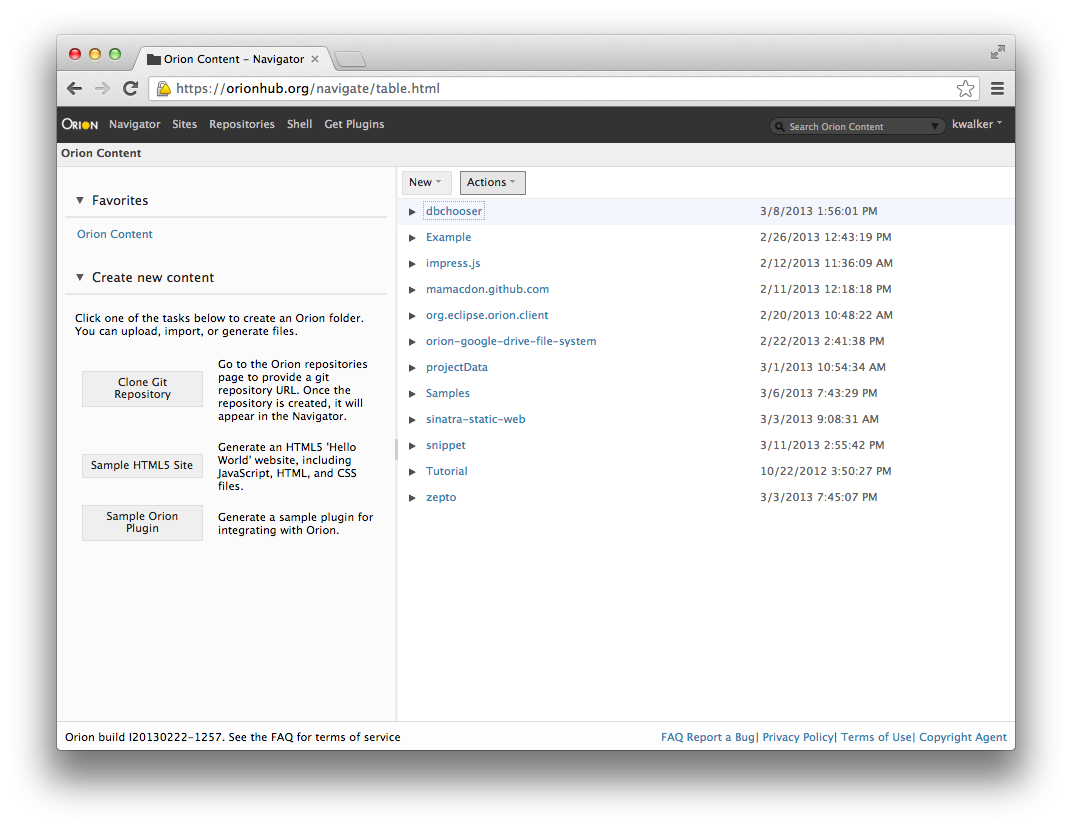 Orion Content – Navigator
https://orionhub.org/navigate/table.html
ORION Navigator Sites Repositories Shell Get Plugins Search Orion Content kwalker
Orion Content
Favorites
Orion Content
Create new content
Click one of the tasks below to create an Orion folder.
You can upload, import, or generate files.
Clone Git
Repository
Go to the Orion repositories
page to provide a git
repository URL. Once the
repository is created, it will
appear in the Navigator.
Sample HTML5 Site
Generate an HTML5 'Hello
World' website, including
JavaScript, HTML, and CSS
files.
Sample Orion
Plugin
Generate a sample plugin for
integrating with Orion.
New Actions
dbchooser 3/8/2013 1:56:01 PM
Example 2/26/2013 12:43:19 PM
impress.js 2/12/2013 11:36:09 AM
mamacdon.github.com 2/11/2013 12:18:18 PM
org.eclipse.orion.client 2/20/2013 10:48:22 AM
orion-google-drive-file-system 2/22/2013 2:41:38 PM
projectData 3/1/2013 10:54:34 AM
Samples 3/6/2013 7:43:29 PM
sinatra-static-web 3/3/2013 9:08:31 AM
snippet 3/11/2013 2:55:42 PM
Tutorial 10/22/2012 3:50:27 PM
zepto 3/3/2013 7:45:07 PM
Orion build I20130222-1257. See the FAQ for terms of service
FAQ Report a Bug| Privacy Policy| Terms of Use| Copyright Agent